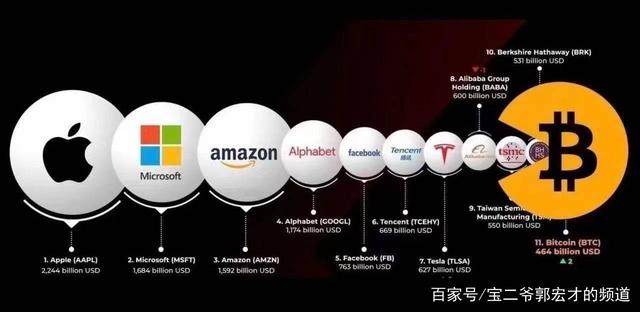 10. Berkshire Hathaway (BRK)
531 billion USD
-1
8. Alibaba Group
Holding (BABA)
600 billion USD
Microsoft
amazon
Alphabet
facebook
Tencent
腾讯
tsmc
BH
HS
4. Alphabet (GOOGL)
1,174 billion USD
6. Tencent (TCEHY)
669 billion USD
9. Taiwan Semi
Manufacturing (TS
550 billion USD
11. Bitcoin (BTC)
464 billion USD
2
1. Apple (AAPL)
2,244 billion USD
2. Microsoft (MSFT)
1,684 billion USD
3. Amazon (AMZN)
1,592 billion USD
5. Facebook (FB)
763 billion USD
7. Tesla (TLSA)
627 billion USD
百家号/宝二爷郭宏才的频道